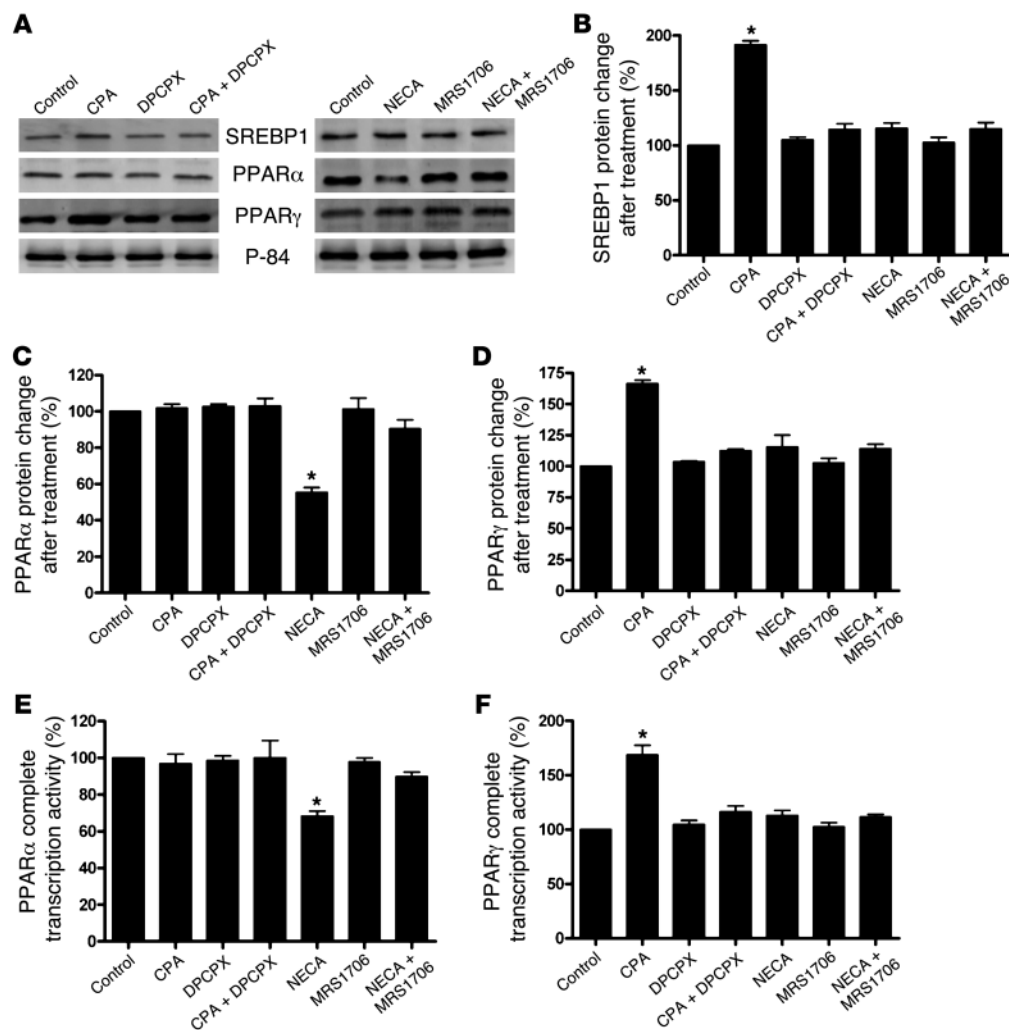 A
Control
CPA
DPCPX
CPA + DPCPX
Control
NECA
MRS1706
NECA +
MRS1706
SREBP1
PPARα
PPARγ
P-84
B
SREBP1 protein change
after treatment (%)
200
150
100
50
0
Control
CPA
DPCPX
CPA + DPCPX
NECA
MRS1706
NECA +
MRS1706
*
C
PPARα protein change
after treatment (%)
120
100
80
60
40
20
0
Control
CPA
DPCPX
CPA + DPCPX
NECA
MRS1706
NECA +
MRS1706
*
D
PPARγ protein change
after treatment (%)
175
150
125
100
75
50
25
0
Control
CPA
DPCPX
CPA + DPCPX
NECA
MRS1706
NECA +
MRS1706
*
E
PPARα complete
transcription activity (%)
120
100
80
60
40
20
0
Control
CPA
DPCPX
CPA + DPCPX
NECA
MRS1706
NECA +
MRS1706
*
F
PPARγ complete
transcription activity (%)
200
150
100
50
0
Control
CPA
DPCPX
CPA + DPCPX
NECA
MRS1706
NECA +
MRS1706
*